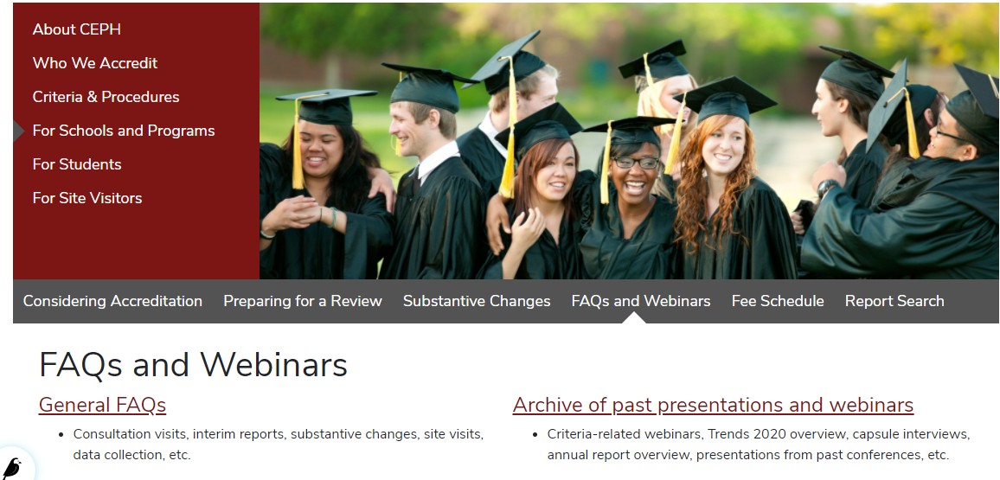 About CEPH
Who We Accredit
Criteria & Procedures
For Schools and Programs
For Students
For Site Visitors
Considering Accreditation
Preparing for a Review
Substantive Changes
FAQs and Webinars
Fee Schedule
Report Search
FAQs and Webinars
General FAQs
Consultation visits, interim reports, substantive changes, site visits,
data collection, etc.
Archive of past presentations and webinars
Criteria-related webinars, Trends 2020 overview, capsule interviews,
annual report overview, presentations from past conferences, etc.